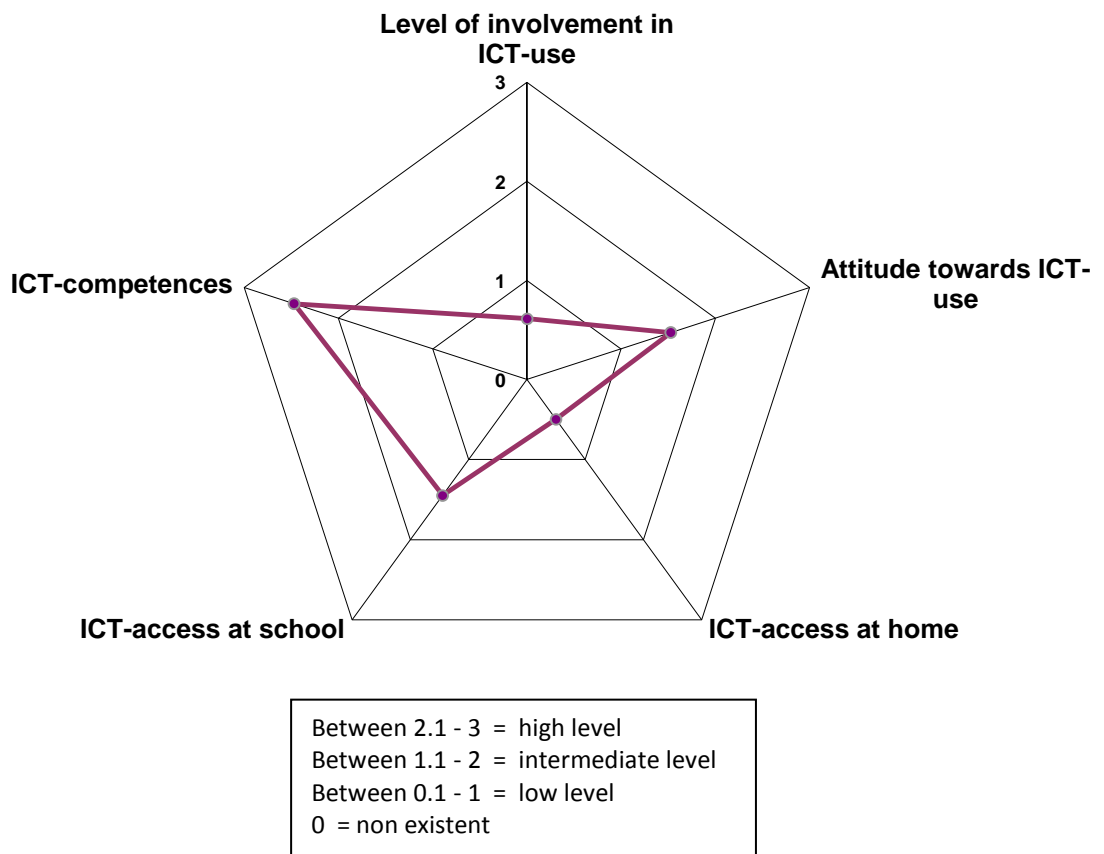 Level of involvement in
ICT-use
3
2
1
0
Attitude towards ICT-
use
ICT-competences
ICT-access at school
ICT-access at home
Between 2.1 - 3 = high level
Between 1.1 - 2 = intermediate level
Between 0.1 - 1 = low level
0 = non existent